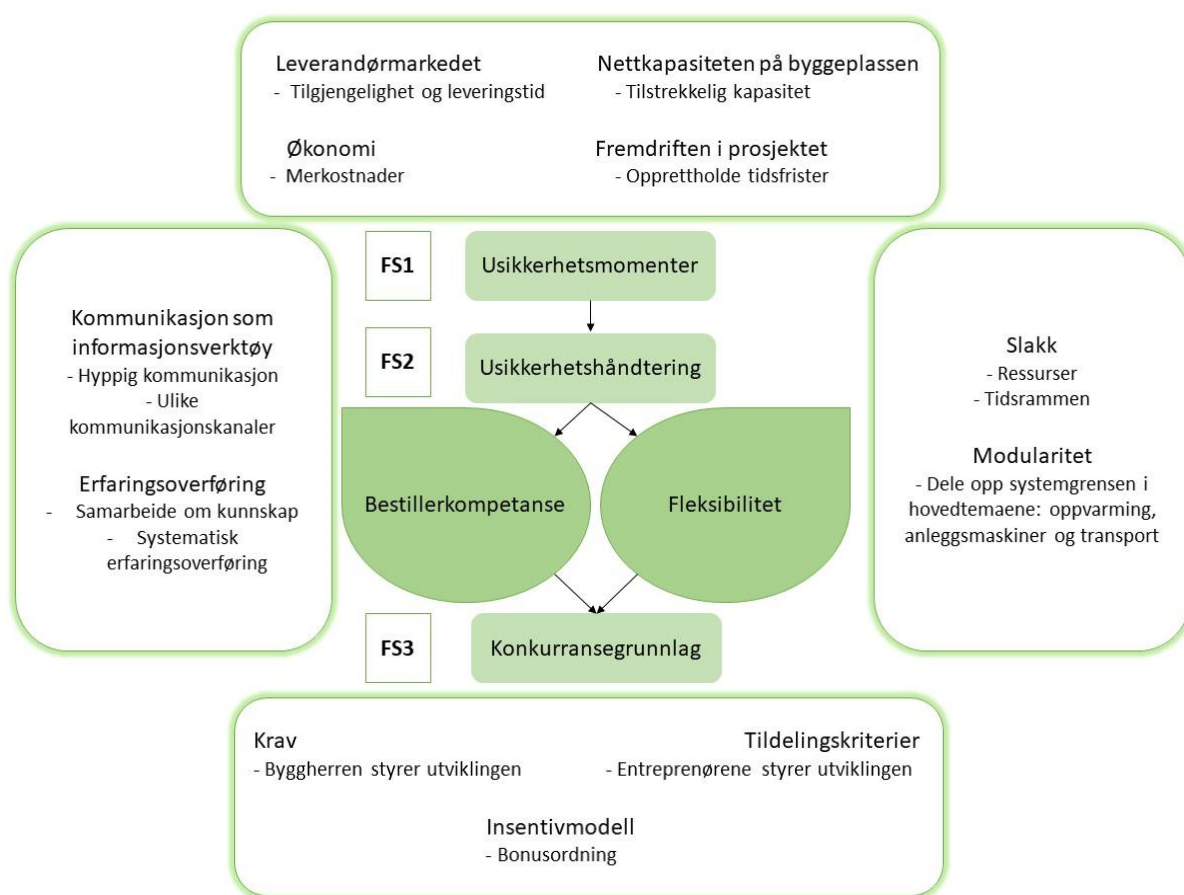 Leverandørmarkedet
- Tilgjengelighet og leveringstid
Nettkapasiteten på byggeplassen
- Tilstrekkelig kapasitet
Økonomi
- Merkostnader
Fremdriften i prosjektet
- Opprettholde tidsfrister
FS1
Usikkerhetsmomenter
FS2
Usikkerhetshåndtering
Kommunikasjon som
informasjonsverktøy
- Hyppig kommunikasjon
- Ulike
kommunikasjonskanaler
Erfaringsoverføring
- Samarbeide om kunnskap
- Systematisk
erfaringsoverføring
Bestillerkompetanse
Fleksibilitet
Slakk
- Ressurser
- Tidsrammen
Modularitet
- Dele opp systemgrensen i
hovedtemaene: oppvarming,
anleggsmaskiner og transport
FS3
Konkurransegrunnlag
Krav
- Byggherren styrer utviklingen
Tildelingskriterier
- Entreprenørene styrer utviklingen
Insentivmodell
- Bonusordning